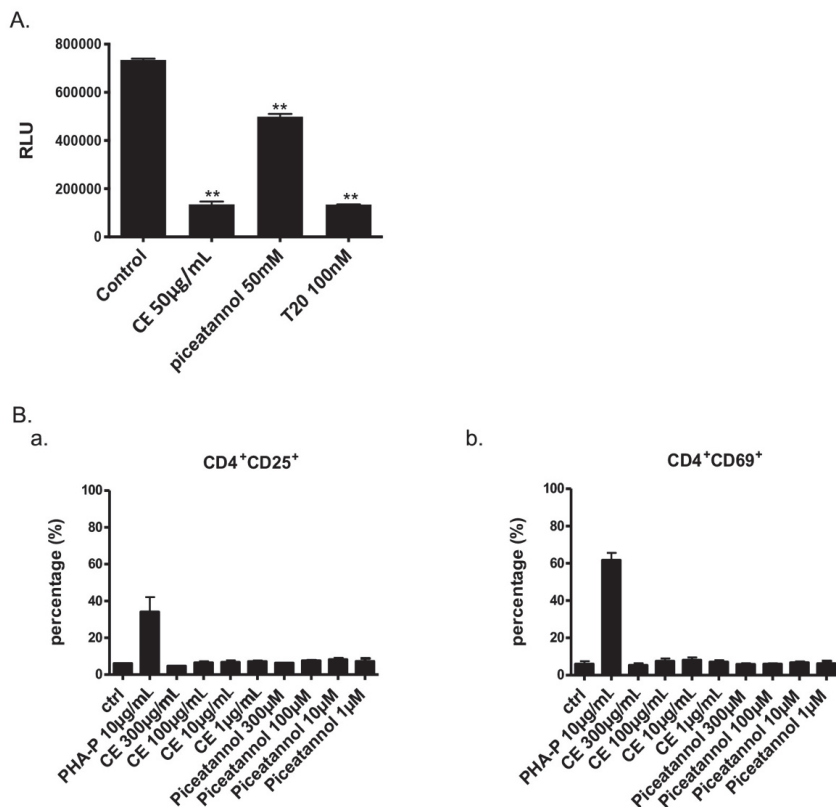 A.
800000
600000
400000
200000
0
RLU
**
**
**
Control
CE 50µg/mL
piceatannol 50mM
T20 100nM
B.
a.
CD4⁺CD25⁺
100
80
60
40
20
0
percentage (%)
ctrl
PHA-P 10µg/mL
CE 300µg/mL
CE 100µg/mL
CE 10µg/mL
CE 1µg/mL
Piceatannol 300µM
Piceatannol 100µM
Piceatannol 10µM
Piceatannol 1µM
b.
CD4⁺CD69⁺
100
80
60
40
20
0
percentage (%)
ctrl
PHA-P 10µg/mL
CE 300µg/mL
CE 100µg/mL
CE 10µg/mL
CE 1µg/mL
Piceatannol 300µM
Piceatannol 100µM
Piceatannol 10µM
Piceatannol 1µM